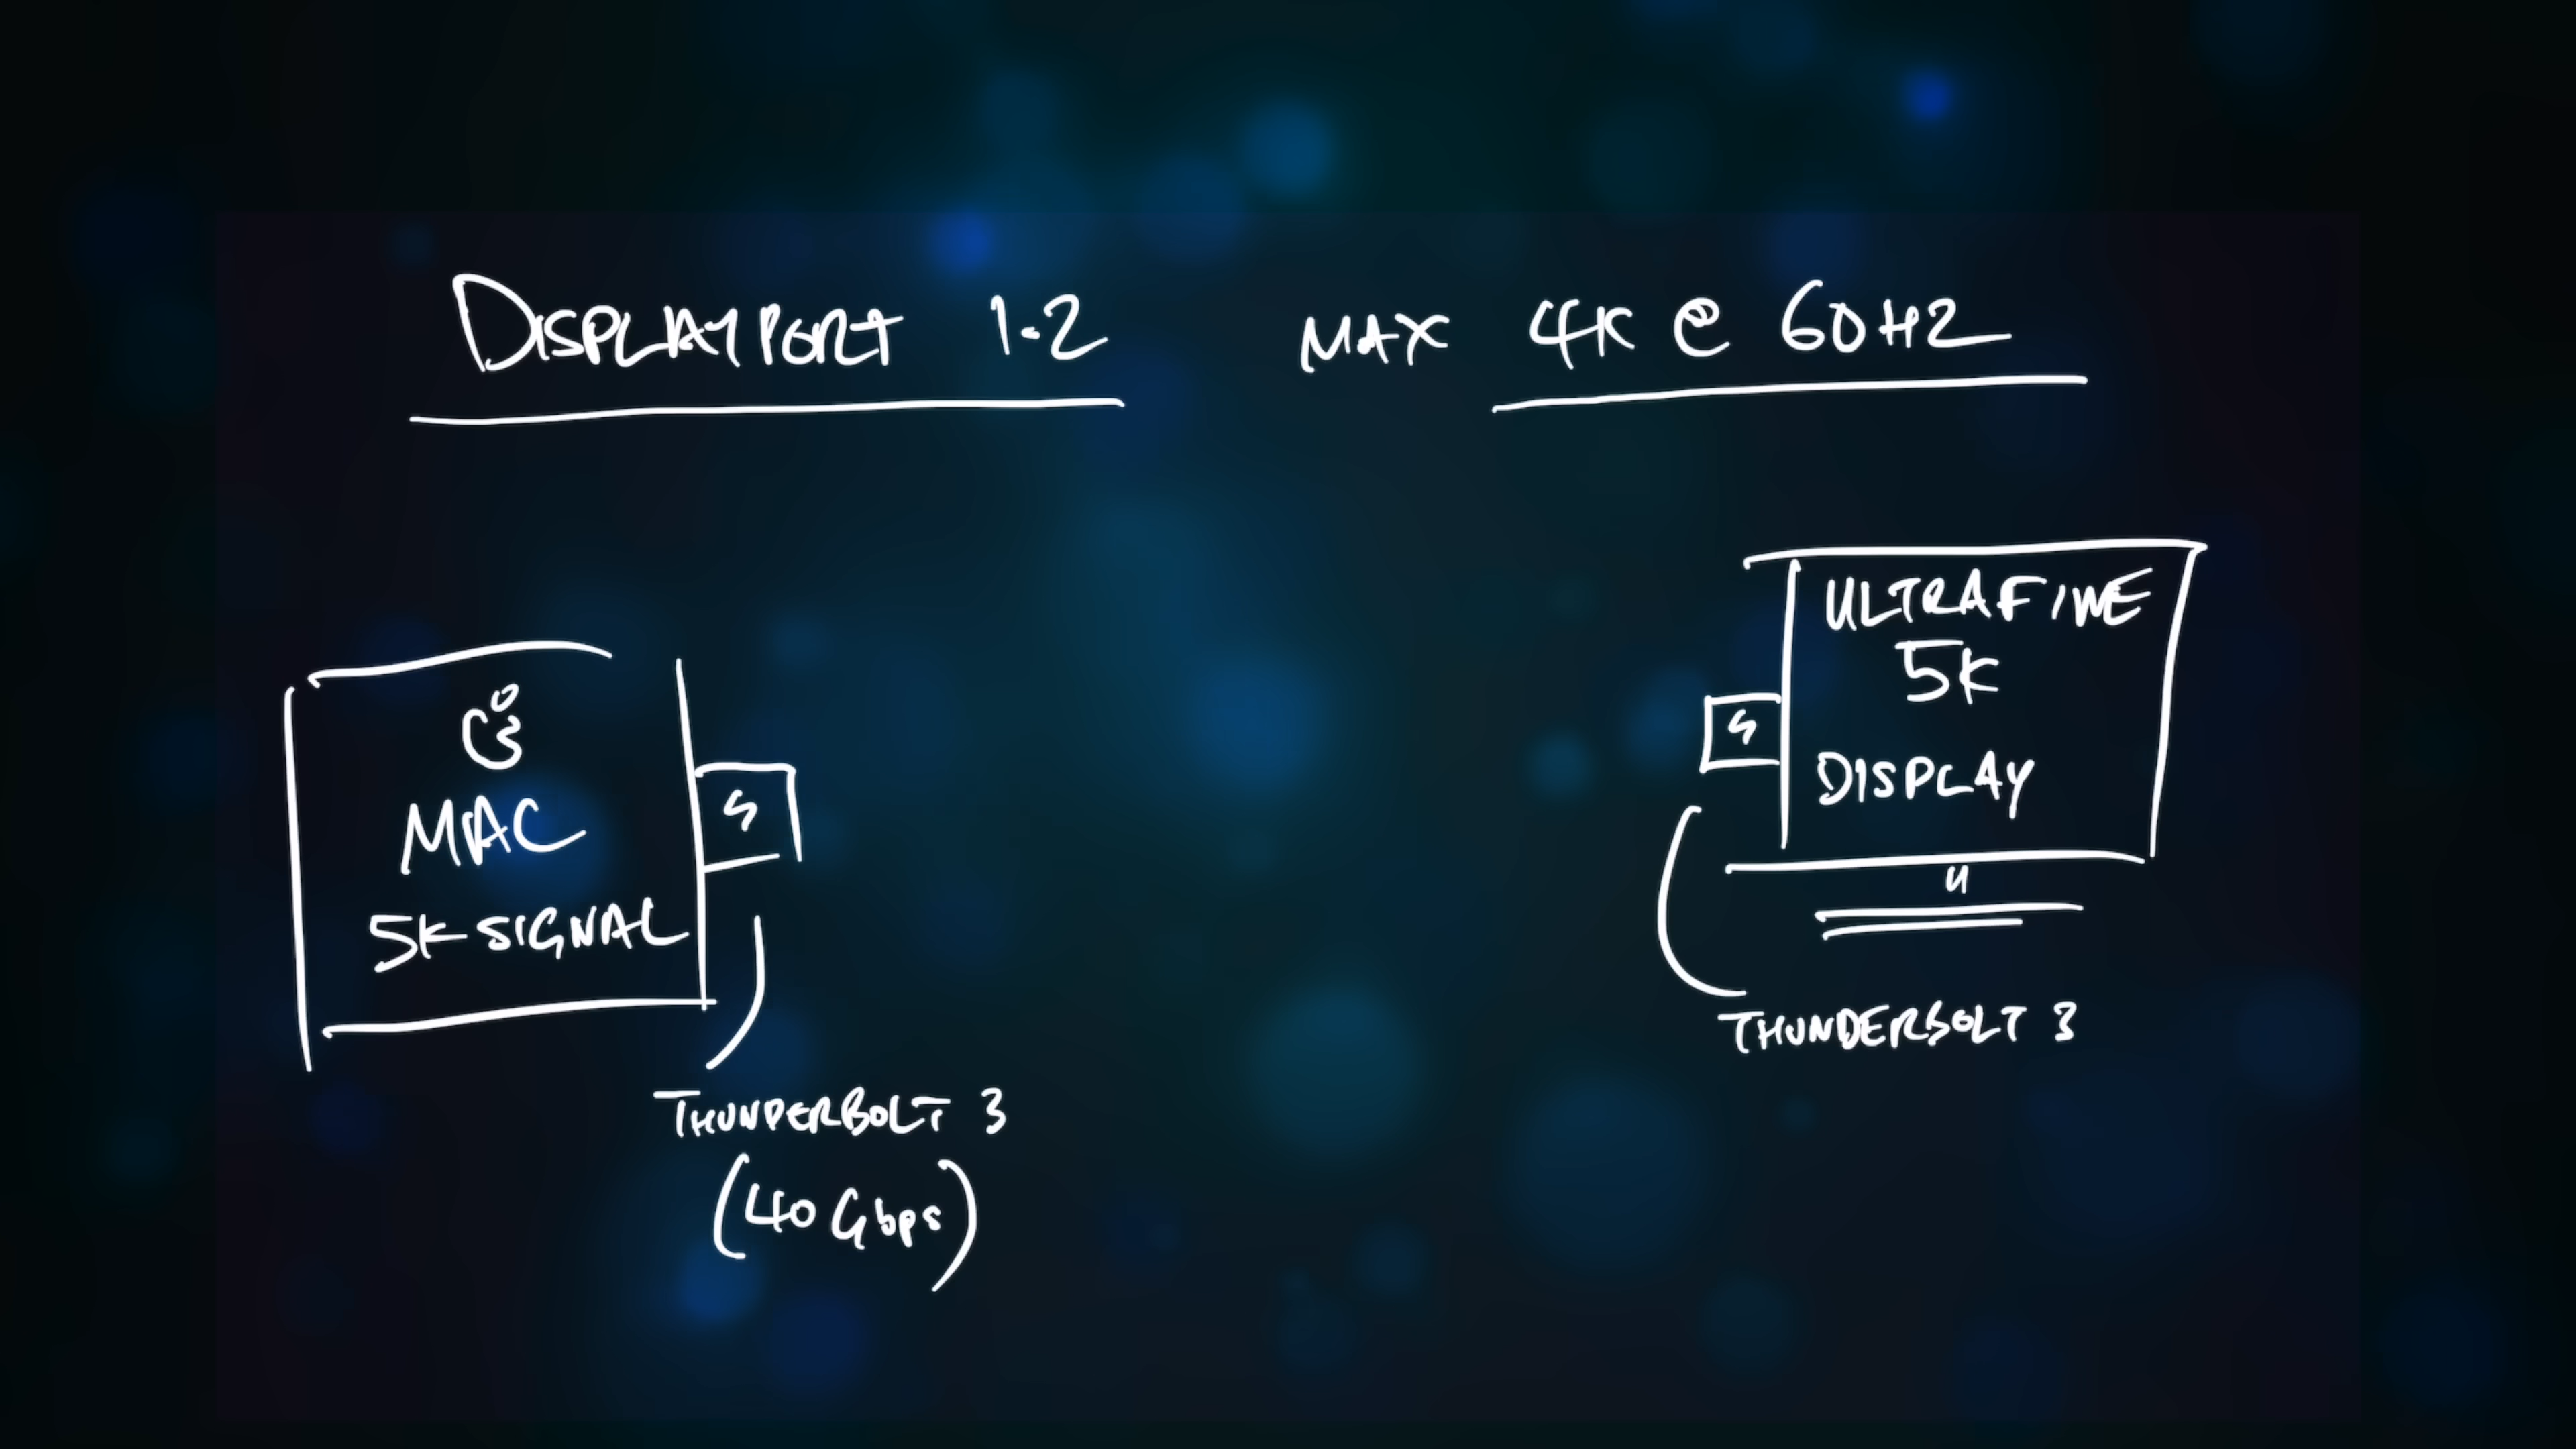 DISPLAYPORT 1.2 MAX 4K @ 60HZ
MAC
5K SIGNAL
THUNDERBOLT 3
(40 Gbps)
ULTRAFINE
5K
DISPLAY
THUNDERBOLT 3